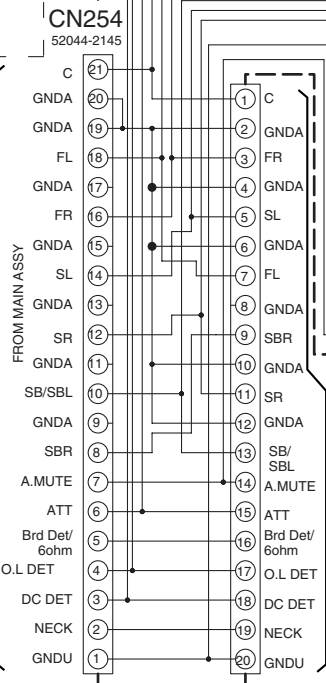 CN254
52044-2145
FROM MAIN ASSY
C 21
GNDA 20
GNDA 19
FL 18
GNDA 17
FR 16
GNDA 15
SL 14
GNDA 13
SR 12
GNDA 11
SB/SBL 10
GNDA 9
SBR 8
A.MUTE 7
ATT 6
Brd Det/
6ohm 5
O.L DET 4
DC DET 3
NECK 2
GNDU 1
1 C
2 GNDA
3 FR
4 GNDA
5 SL
6 GNDA
7 FL
8 GNDA
9 SBR
10 GNDA
11 SR
12 GNDA
13 SB/
SBL
14 A.MUTE
15 ATT
16 Brd Det/
6ohm
17 O.L DET
18 DC DET
19 NECK
20 GNDU